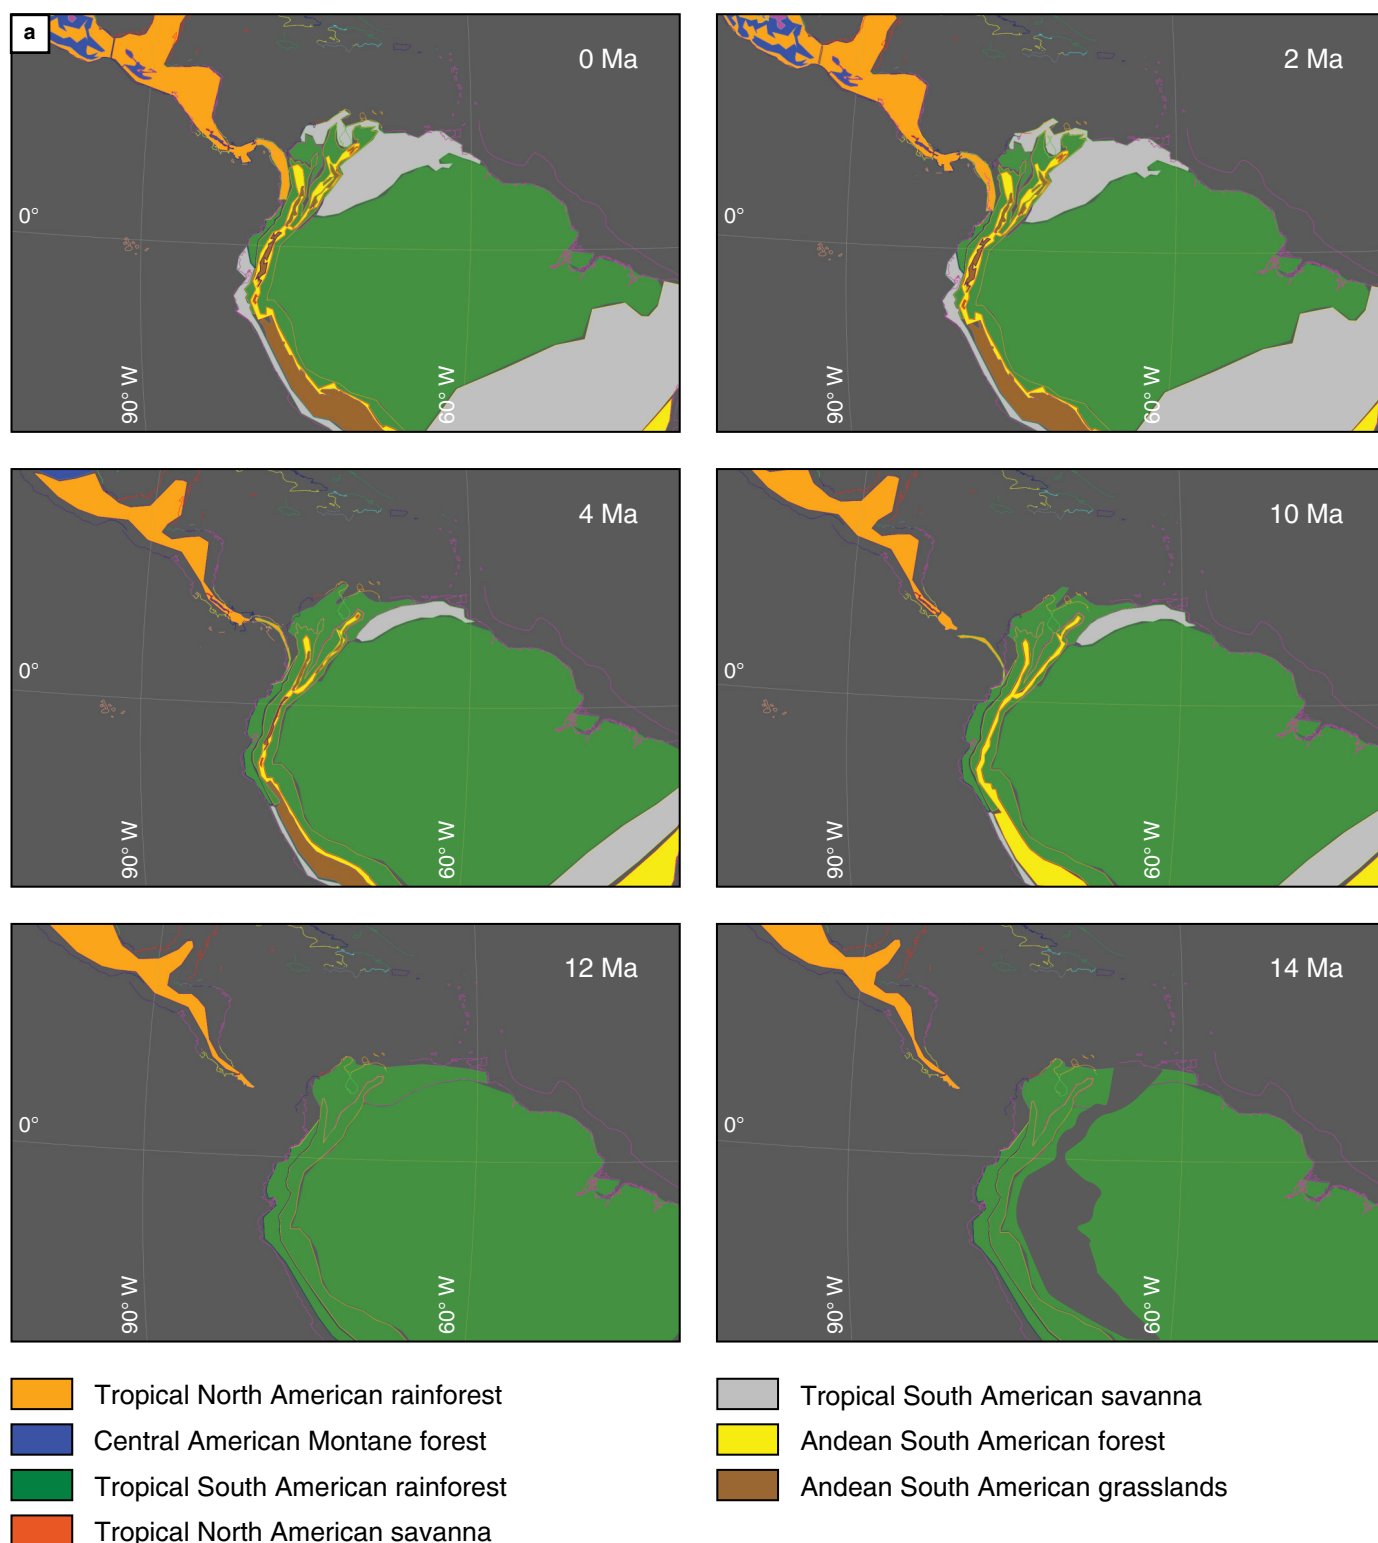 a
0 Ma
0°
90° W
60° W
2 Ma
0°
90° W
60° W
4 Ma
0°
90° W
60° W
10 Ma
0°
90° W
60° W
12 Ma
0°
90° W
60° W
14 Ma
0°
90° W
60° W
Tropical North American rainforest
Central American Montane forest
Tropical South American rainforest
Tropical North American savanna
Tropical South American savanna
Andean South American forest
Andean South American grasslands